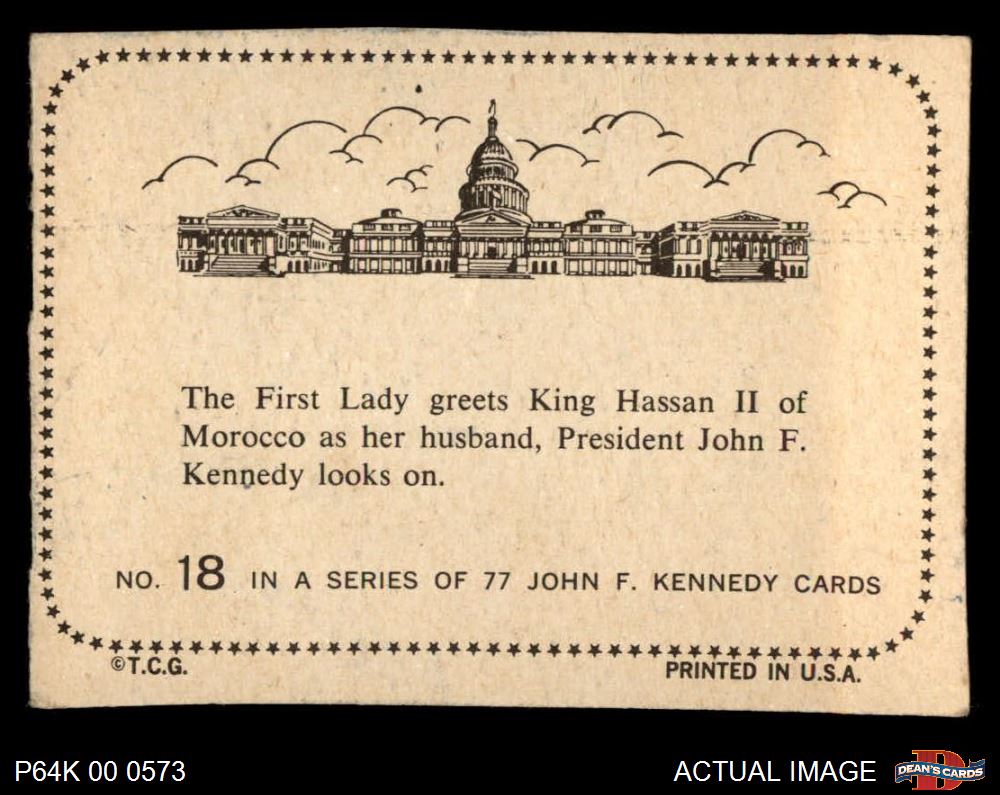 The First Lady greets King Hassan II of
Morocco as her husband, President John F.
Kennedy looks on.
NO. 18 IN A SERIES OF 77 JOHN F. KENNEDY CARDS
©T.C.G. PRINTED IN U.S.A.
P64K 00 0573 ACTUAL IMAGE DEAN'S CARDS